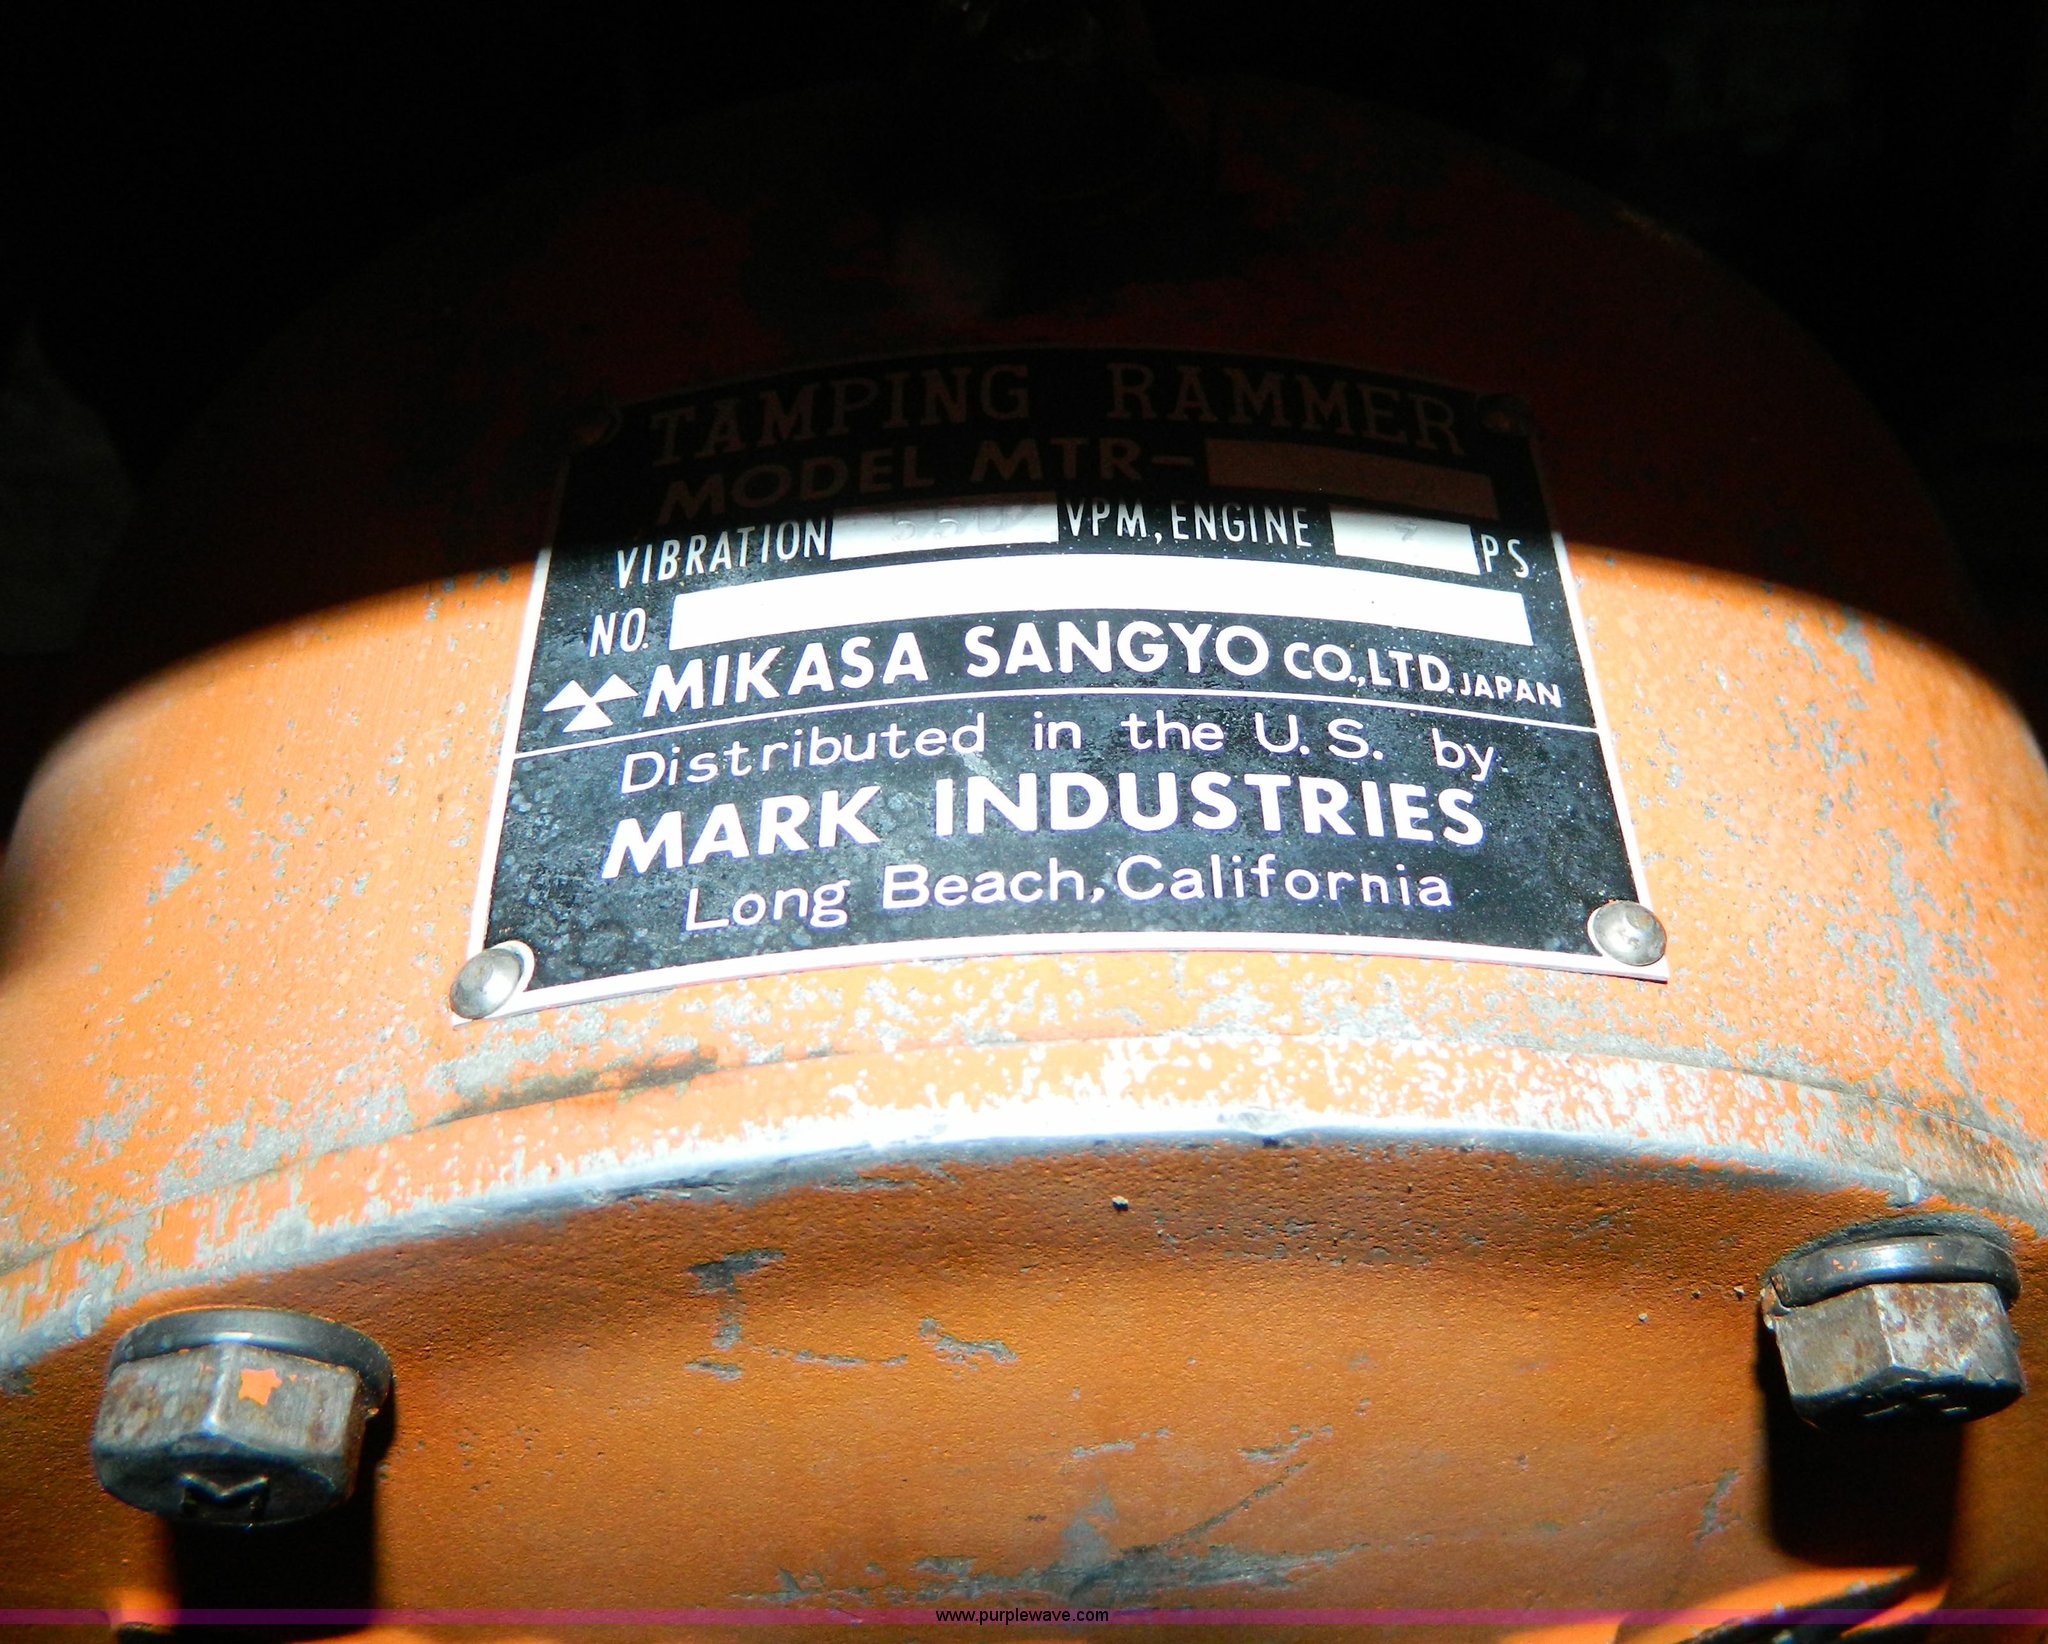 TAMPING RAMMER
MODEL MTR-
VIBRATION VPM, ENGINE 7 PS
NO.
MIKASA SANGYO CO., LTD. JAPAN
Distributed in the U.S. by
MARK INDUSTRIES
Long Beach, California
M
www.purplewave.com